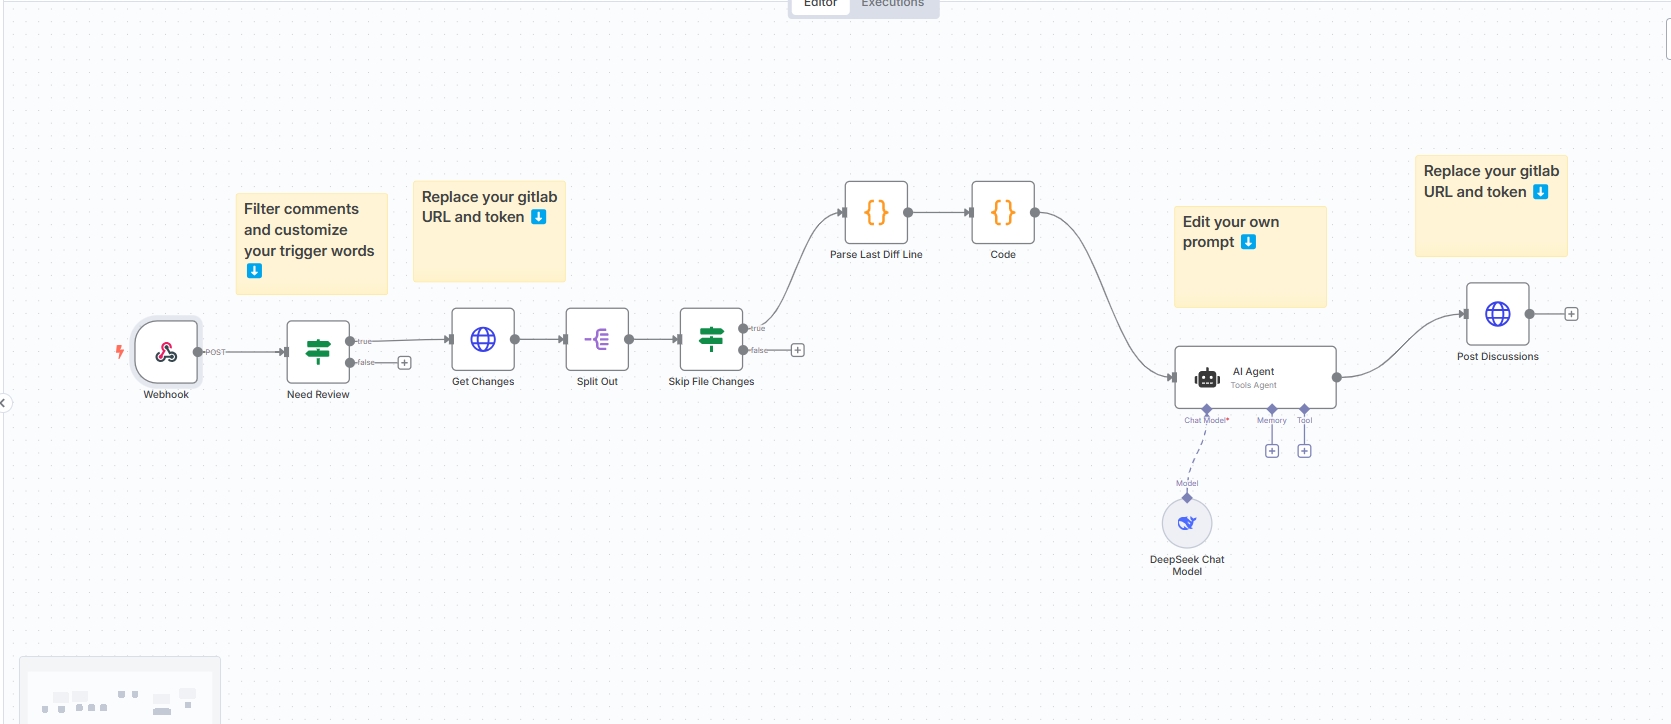 Editor
Executions
Filter comments
and customize
your trigger words
Replace your gitlab
URL and token
Replace your gitlab
URL and token
Edit your own
prompt
Parse Last Diff Line
Code
POST
Webhook
true
false
Need Review
Get Changes
Split Out
true
false
Skip File Changes
AI Agent
Tools Agent
Chat Model*
Memory
Tool
Model
DeepSeek Chat
Model
Post Discussions